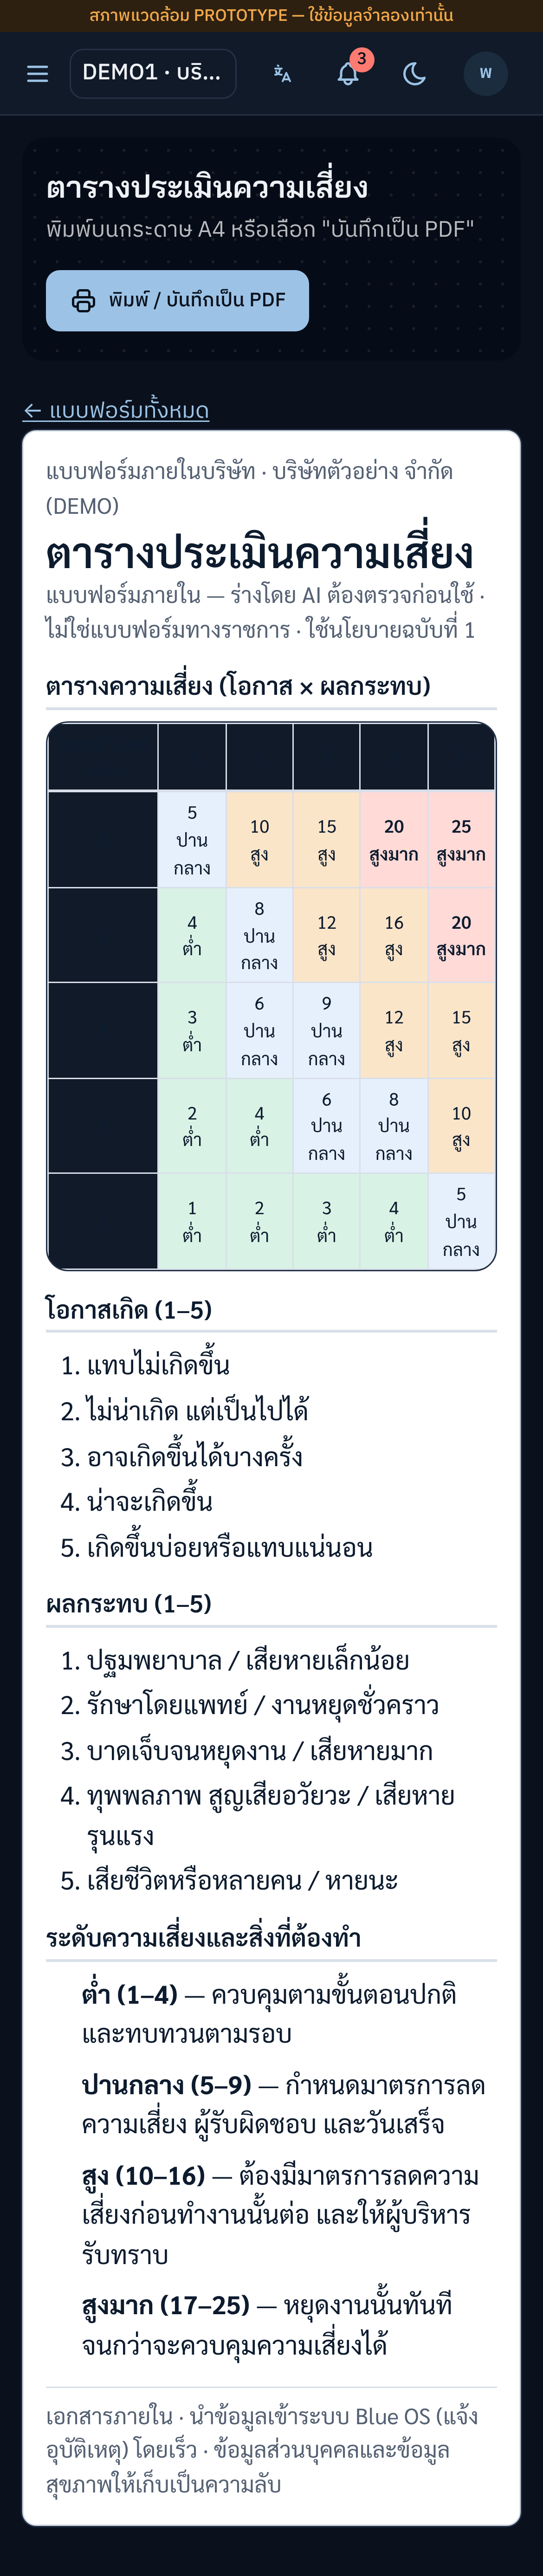 สภาพแวดล้อม PROTOTYPE — ใช้ข้อมูลจำลองเท่านั้น
DEMO1 · บริ...
3
W
ตารางประเมินความเสี่ยง
พิมพ์บนกระดาษ A4 หรือเลือก "บันทึกเป็น PDF"
พิมพ์ / บันทึกเป็น PDF
← แบบฟอร์มทั้งหมด
แบบฟอร์มภายในบริษัท · บริษัทตัวอย่าง จำกัด
(DEMO)
ตารางประเมินความเสี่ยง
แบบฟอร์มภายใน — ร่างโดย AI ต้องตรวจก่อนใช้ ·
ไม่ใช่แบบฟอร์มทางราชการ · ใช้นโยบายฉบับที่ 1
ตารางความเสี่ยง (โอกาส × ผลกระทบ)
5 ปานกลาง 10 สูง 15 สูง 20 สูงมาก 25 สูงมาก
4 ต่ำ 8 ปานกลาง 12 สูง 16 สูง 20 สูงมาก
3 ต่ำ 6 ปานกลาง 9 ปานกลาง 12 สูง 15 สูง
2 ต่ำ 4 ต่ำ 6 ปานกลาง 8 ปานกลาง 10 สูง
1 ต่ำ 2 ต่ำ 3 ต่ำ 4 ต่ำ 5 ปานกลาง
โอกาสเกิด (1–5)
1. แทบไม่เกิดขึ้น
2. ไม่น่าเกิด แต่เป็นไปได้
3. อาจเกิดขึ้นได้บางครั้ง
4. น่าจะเกิดขึ้น
5. เกิดขึ้นบ่อยหรือแทบแน่นอน
ผลกระทบ (1–5)
1. ปฐมพยาบาล / เสียหายเล็กน้อย
2. รักษาโดยแพทย์ / งานหยุดชั่วคราว
3. บาดเจ็บจนหยุดงาน / เสียหายมาก
4. ทุพพลภาพ สูญเสียอวัยวะ / เสียหาย
รุนแรง
5. เสียชีวิตหรือหลายคน / หายนะ
ระดับความเสี่ยงและสิ่งที่ต้องทำ
ต่ำ (1–4) — ควบคุมตามขั้นตอนปกติ
และทบทวนตามรอบ
ปานกลาง (5–9) — กำหนดมาตรการลด
ความเสี่ยง ผู้รับผิดชอบ และวันเสร็จ
สูง (10–16) — ต้องมีมาตรการลดความ
เสี่ยงก่อนทำงานนั้นต่อ และให้ผู้บริหาร
รับทราบ
สูงมาก (17–25) — หยุดงานนั้นทันที
จนกว่าจะควบคุมความเสี่ยงได้
เอกสารภายใน · นำข้อมูลเข้าระบบ Blue OS (แจ้ง
อุบัติเหตุ) โดยเร็ว · ข้อมูลส่วนบุคคลและข้อมูล
สุขภาพให้เก็บเป็นความลับ